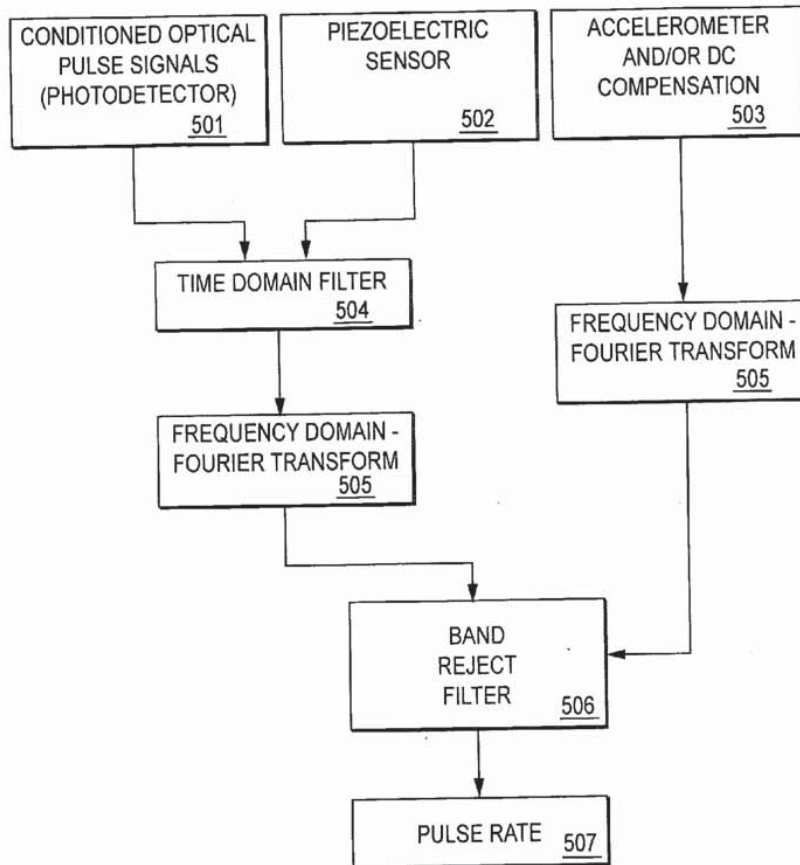 CONDITIONED OPTICAL
PULSE SIGNALS
(PHOTODETECTOR)
501
PIEZOELECTRIC
SENSOR
502
ACCELEROMETER
AND/OR DC
COMPENSATION
503
TIME DOMAIN FILTER
504
FREQUENCY DOMAIN -
FOURIER TRANSFORM
505
FREQUENCY DOMAIN -
FOURIER TRANSFORM
505
BAND
REJECT
FILTER
506
PULSE RATE
507